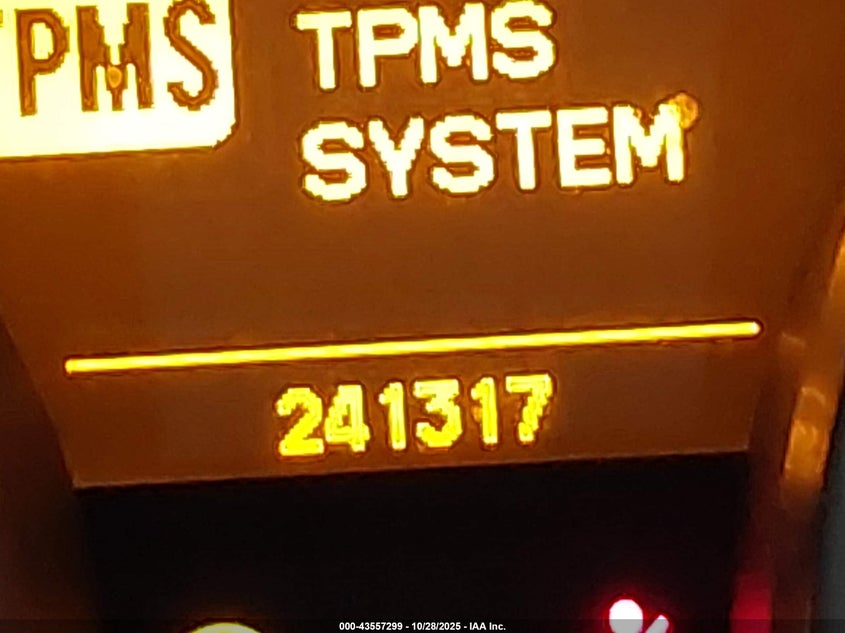 TPMS
TPMS
SYSTEM
241317
000-43557299 - 10/28/2025 - IAA Inc.